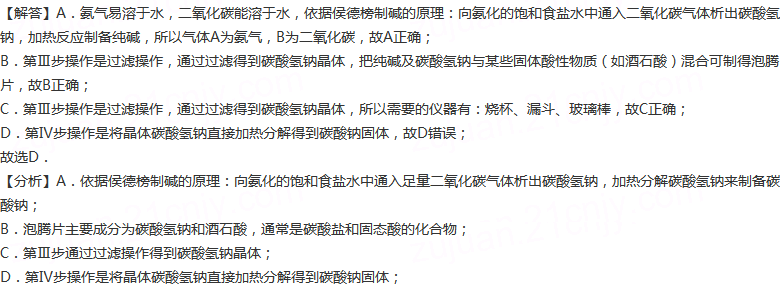 【解答】A．氨气易溶于水，二氧化碳能溶于水，依据侯德榜制碱的原理：向氨化的饱和食盐水中通入二氧化碳气体析出碳酸氢
钠，加热反应制备纯碱，所以气体A为氨气，B为二氧化碳，故A正确；
B．第Ⅲ步操作是过滤操作，通过过滤得到碳酸氢钠晶体，把纯碱及碳酸氢钠与某些固体酸性物质（如酒石酸）混合可制得泡腾
片，故B正确；
C．第Ⅲ步操作是过滤操作，通过过滤得到碳酸氢钠晶体，所以需要的仪器有：烧杯、漏斗、玻璃棒，故C正确；
D．第Ⅳ步操作是将晶体碳酸氢钠直接加热分解得到碳酸钠固体，故D错误；
故选D．
【分析】A．依据侯德榜制碱的原理：向氨化的饱和食盐水中通入足量二氧化碳气体析出碳酸氢钠，加热分解碳酸氢钠来制备碳
酸钠；
B．泡腾片主要成分为碳酸氢钠和酒石酸，通常是碳酸盐和固态酸的化合物；
C．第Ⅲ步通过过滤操作得到碳酸氢钠晶体；
D．第Ⅳ步操作是将晶体碳酸氢钠直接加热分解得到碳酸钠固体；